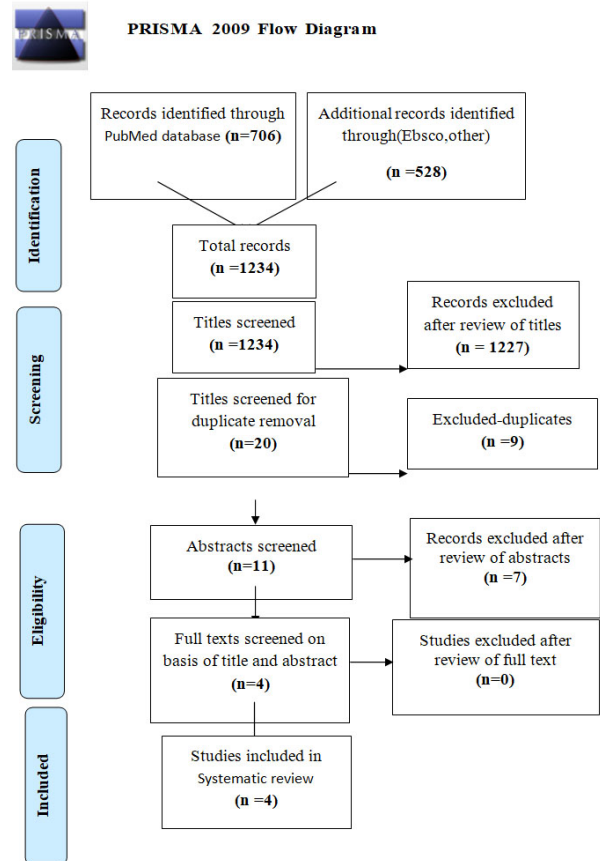 PRISMA
PRISMA 2009 Flow Diagram
Identification
Records identified through
PubMed database (n=706)
Additional records identified
through(Ebsco,other)
(n =528)
Total records
(n =1234)
Screening
Titles screened
(n =1234)
Records excluded
after review of titles
(n = 1227)
Titles screened for
duplicate removal
(n=20)
Excluded-duplicates
(n =9)
Eligibility
Abstracts screened
(n=11)
Records excluded after
review of abstracts
(n =7)
Full texts screened on
basis of title and abstract
(n=4)
Studies excluded after
review of full text
(n=0)
Included
Studies included in
Systematic review
(n =4)